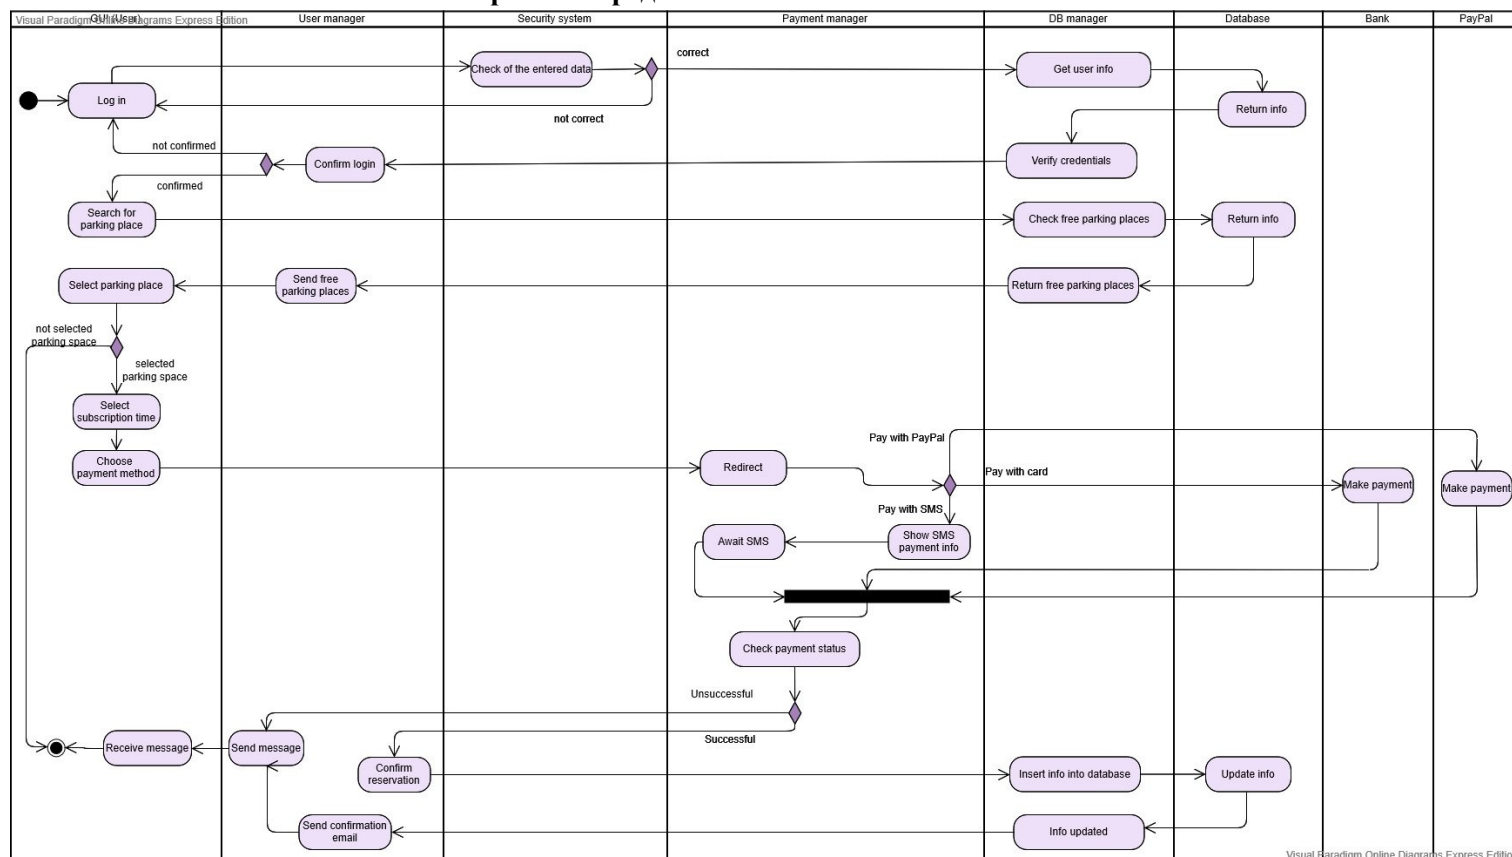 Visual Paradigm Online Diagrams Express Edition
GUI (User)
User manager
Security system
Payment manager
DB manager
Database
Bank
PayPal
correct
Check of the entered data
Get user info
Log in
Return info
not correct
not confirmed
Confirm login
Verify credentials
confirmed
Search for
parking place
Check free parking places
Return info
Select parking place
Send free
parking places
Return free parking places
not selected
parking space
selected
parking space
Select
subscription time
Pay with PayPal
Choose
payment method
Redirect
Pay with card
Make payment
Make payment
Pay with SMS
Await SMS
Show SMS
payment info
Check payment status
Unsuccessful
Successful
Receive message
Send message
Confirm
reservation
Insert info into database
Update info
Send confirmation
email
Info updated
Visual Paradigm Online Diagrams Express Edition